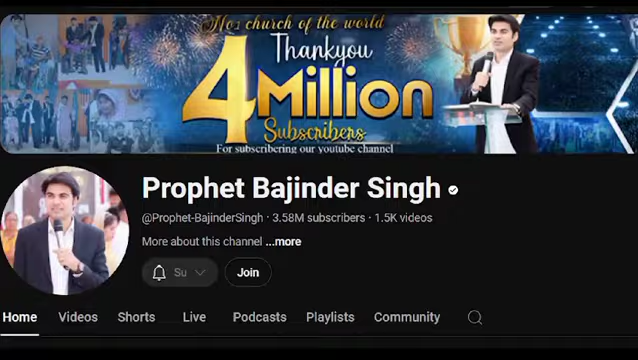 No1 church of the world
Thankyou
4 Million
Subscribers
For subscribering our youtube channel
Prophet Bajinder Singh
@Prophet-BajinderSingh · 3.58M subscribers · 1.5K videos
More about this channel ...more
Su
Join
Home Videos Shorts Live Podcasts Playlists Community